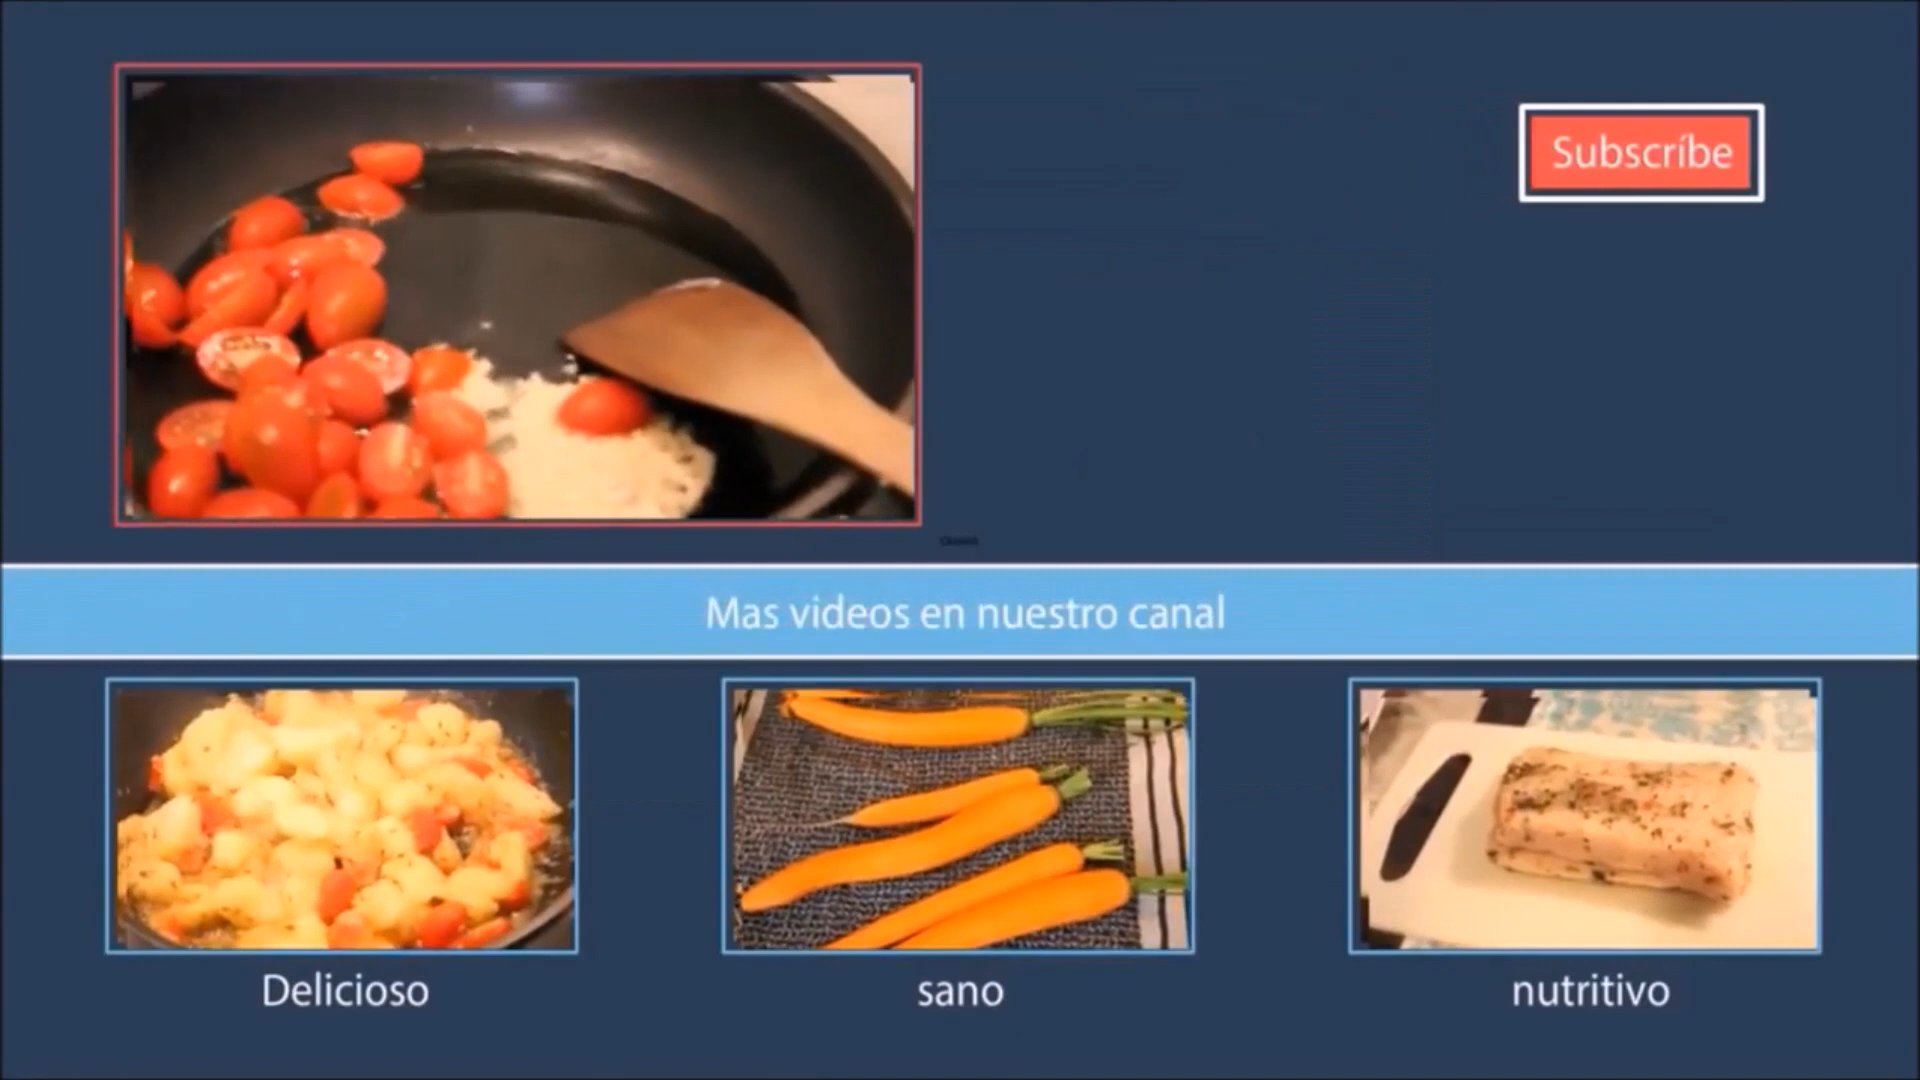 Subscríbe
Mas videos en nuestro canal
Delicioso
sano
nutritivo